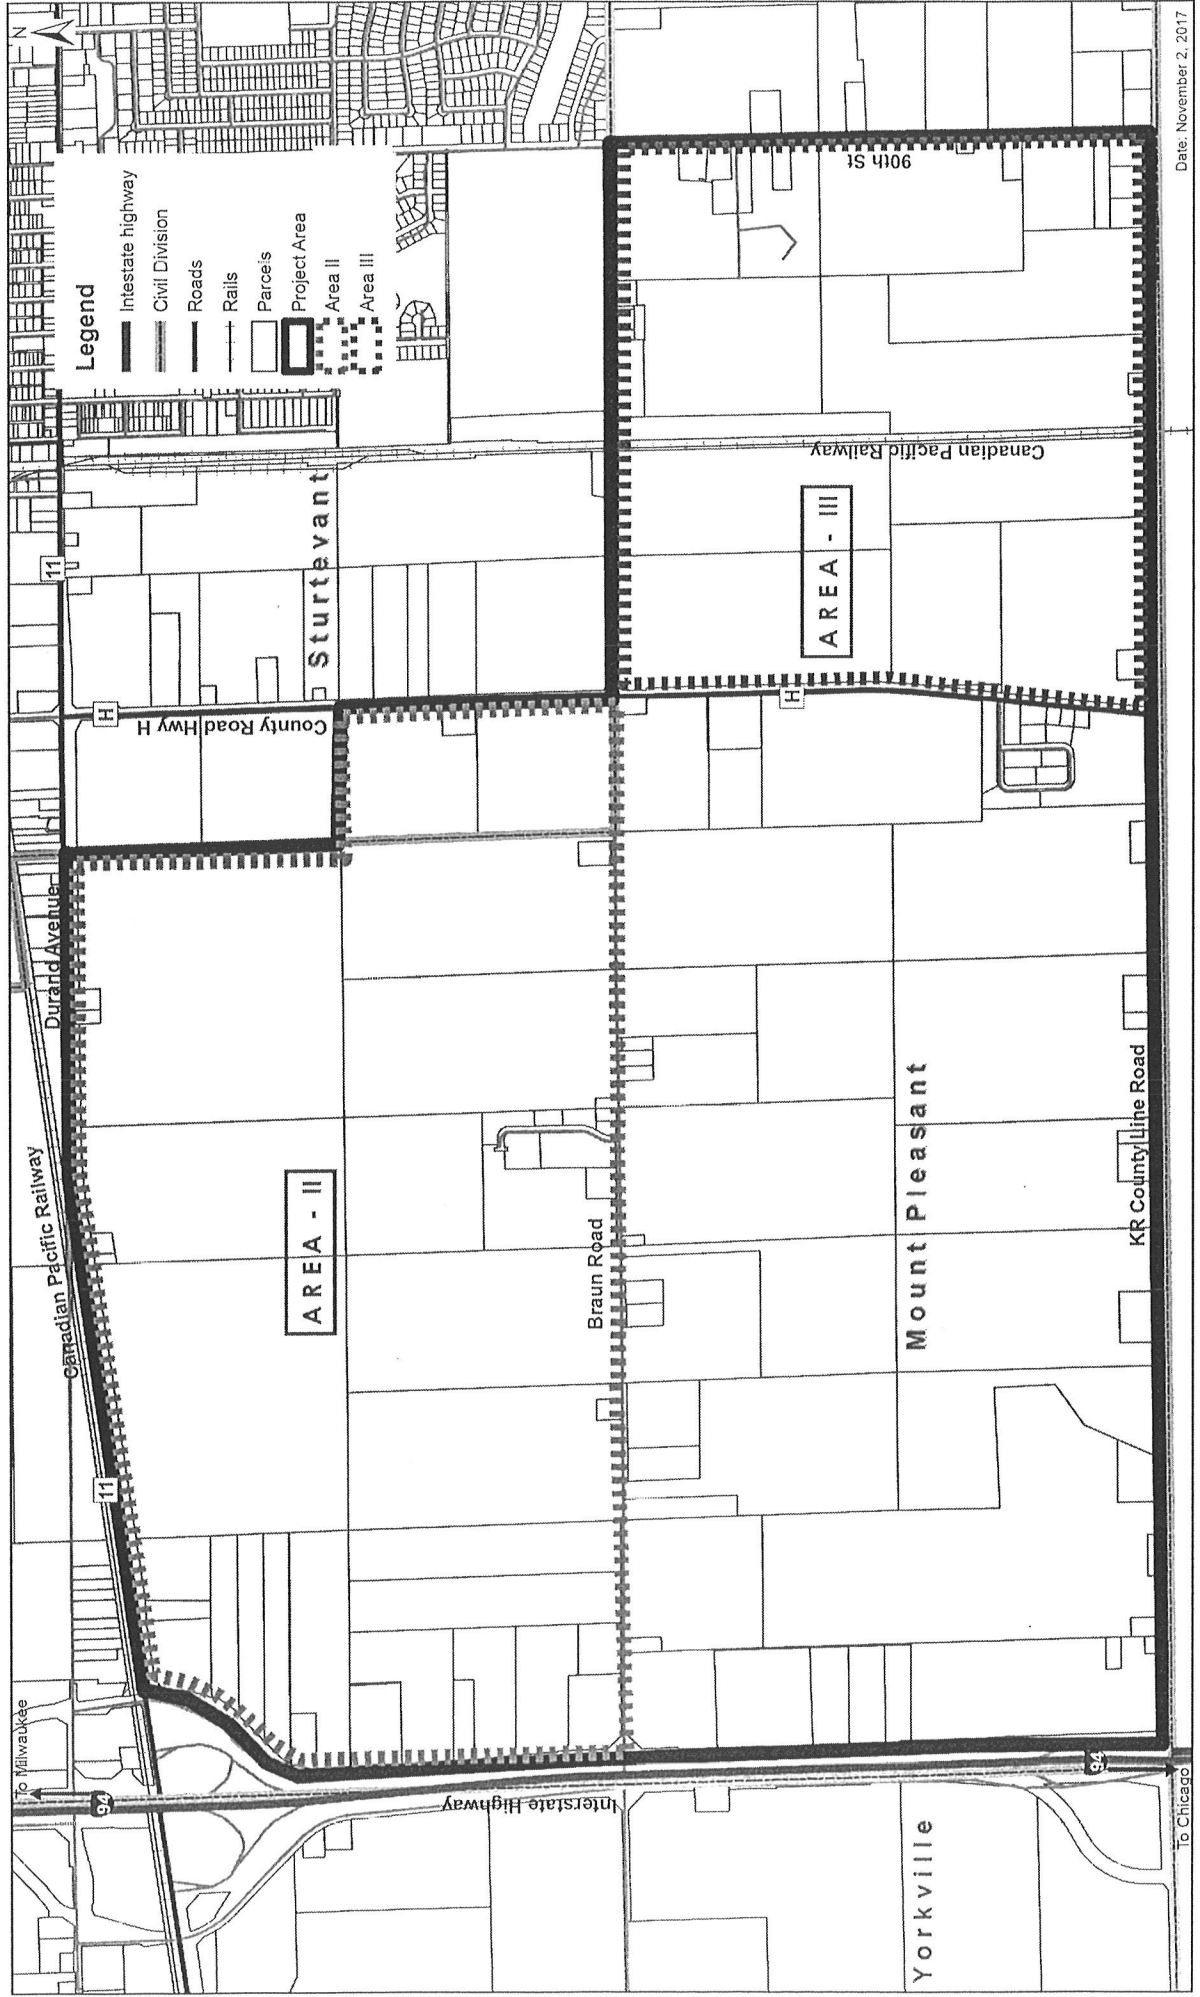 N
Legend
Intestate highway
Civil Division
Roads
Rails
Parcels
Project Area
Area II
Area III
To Milwaukee
94
11
Canadian Pacific Railway
Durand Avenue
H
11
County Road Hwy H
Sturtevant
AREA - II
Interstate Highway
Braun Road
AREA - III
H
Canadian Pacific Railway
90th St
Yorkville
Mount Pleasant
KR County Line Road
94
To Chicago
Date: November 2, 2017